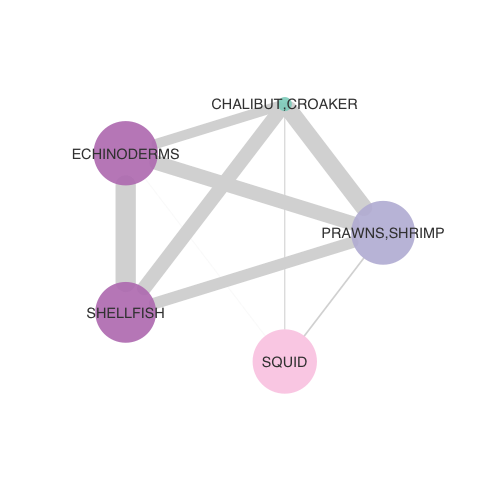 CHALIBUT,CROAKER
ECHINODERMS
PRAWNS,SHRIMP
SHELLFISH
SQUID